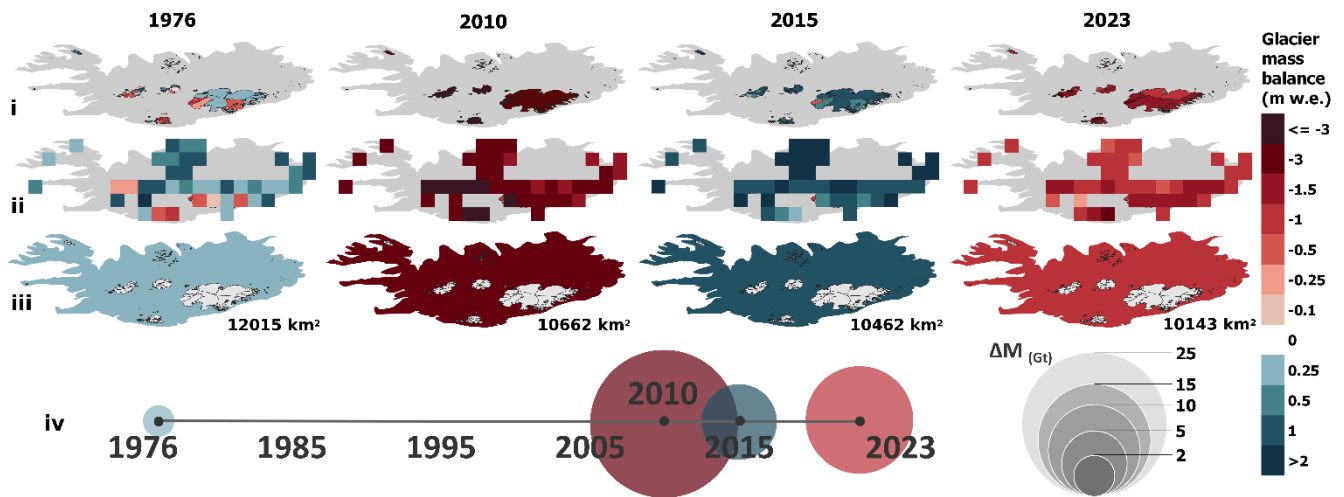 1976
2010
2015
2023
Glacier
mass
balance
(m w.e.)
i
ii
iii
<= -3
-3
-1.5
-1
-0.5
-0.25
-0.1
0
0.25
0.5
1
>2
12015 km²
10662 km²
10462 km²
10143 km²
iv
1976
1985
1995
2005
2010
2015
2023
ΔM (Gt)
25
15
10
5
2